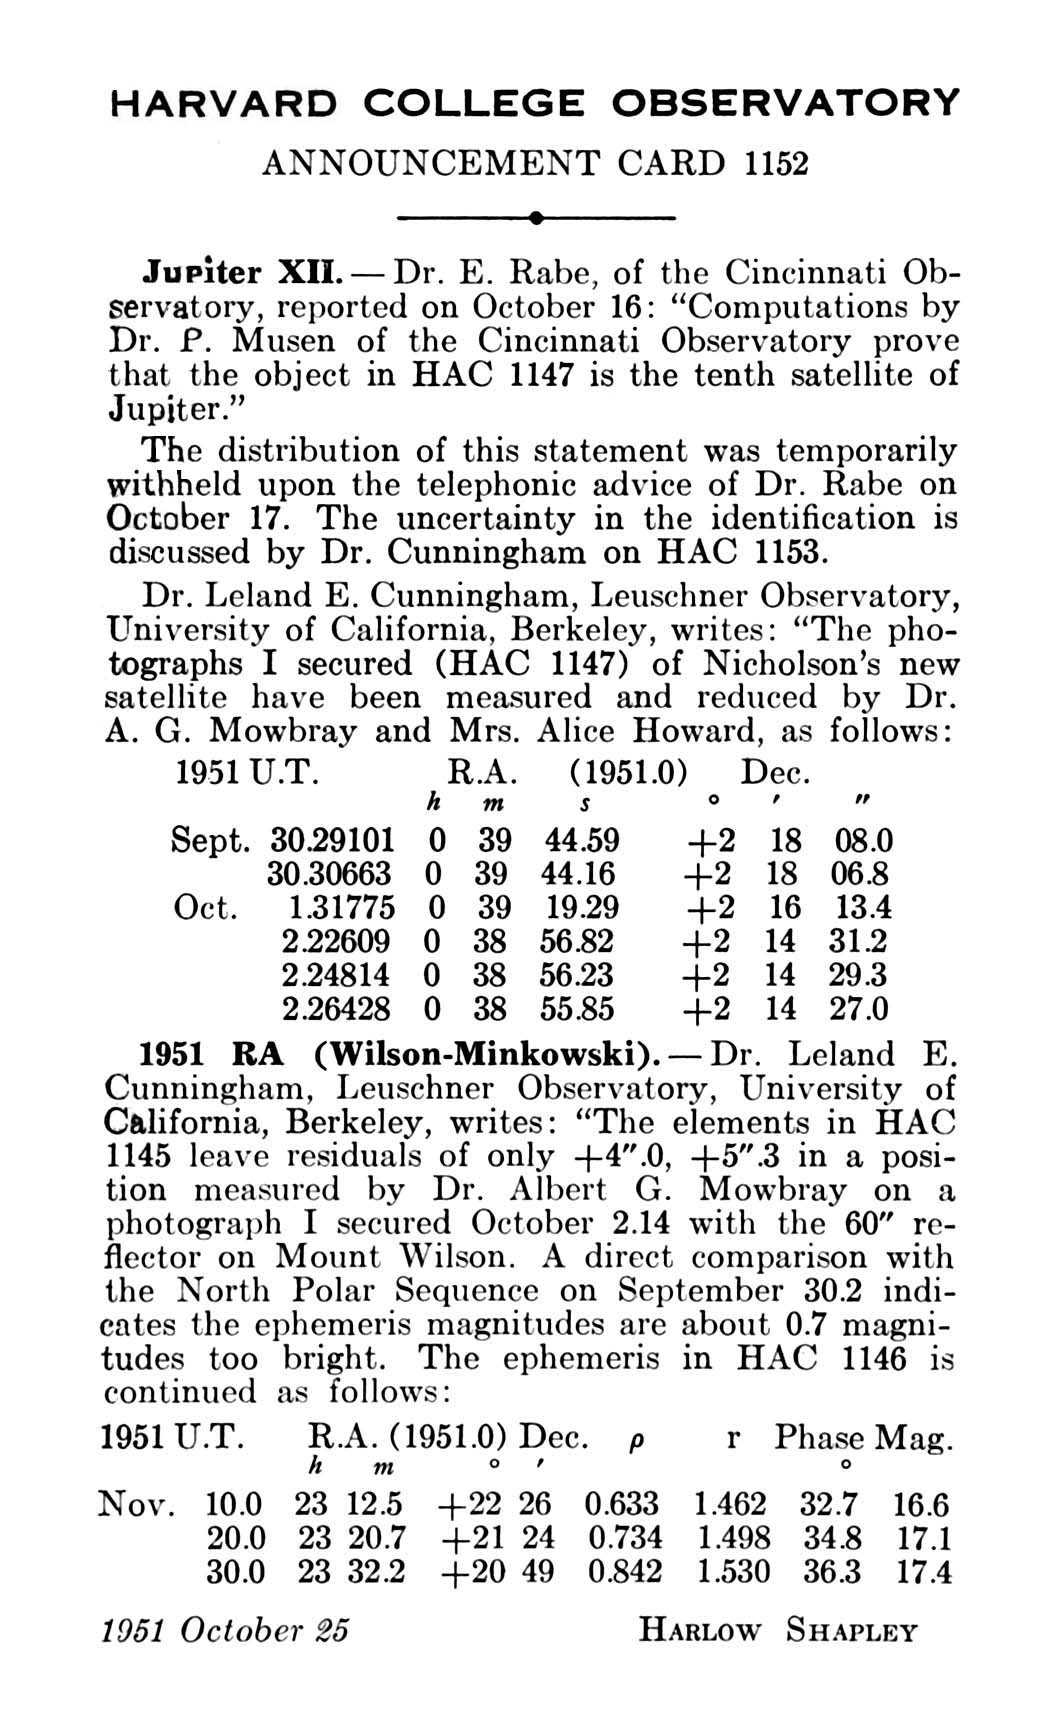 HARVARD COLLEGE OBSERVATORY
ANNOUNCEMENT CARD 1152
Jupiter XII. — Dr. E. Rabe, of the Cincinnati Ob-
servatory, reported on October 16: “Computations by
Dr. P. Musen of the Cincinnati Observatory prove
that the object in HAC 1147 is the tenth satellite of
Jupiter.”
The distribution of this statement was temporarily
withheld upon the telephonic advice of Dr. Rabe on
October 17. The uncertainty in the identification is
discussed by Dr. Cunningham on HAC 1153.
Dr. Leland E. Cunningham, Leuschner Observatory,
University of California, Berkeley, writes: “The pho-
tographs I secured (HAC 1147) of Nicholson’s new
satellite have been measured and reduced by Dr.
A. G. Mowbray and Mrs. Alice Howard, as follows:
1951 U.T. R.A. (1951.0) Dec.
h m s ° ′ ″
Sept. 30.29101 0 39 44.59 +2 18 08.0
30.30663 0 39 44.16 +2 18 06.8
Oct. 1.31775 0 39 19.29 +2 16 13.4
2.22609 0 38 56.82 +2 14 31.2
2.24814 0 38 56.23 +2 14 29.3
2.26428 0 38 55.85 +2 14 27.0
1951 RA (Wilson-Minkowski). — Dr. Leland E.
Cunningham, Leuschner Observatory, University of
California, Berkeley, writes: “The elements in HAC
1145 leave residuals of only +4″.0, +5″.3 in a posi-
tion measured by Dr. Albert G. Mowbray on a
photograph I secured October 2.14 with the 60″ re-
flector on Mount Wilson. A direct comparison with
the North Polar Sequence on September 30.2 indi-
cates the ephemeris magnitudes are about 0.7 magni-
tudes too bright. The ephemeris in HAC 1146 is
continued as follows:
1951 U.T. R.A. (1951.0) Dec. ρ r Phase Mag.
h m ° ′ °
Nov. 10.0 23 12.5 +22 26 0.633 1.462 32.7 16.6
20.0 23 20.7 +21 24 0.734 1.498 34.8 17.1
30.0 23 32.2 +20 49 0.842 1.530 36.3 17.4
1951 October 25 HARLOW SHAPLEY